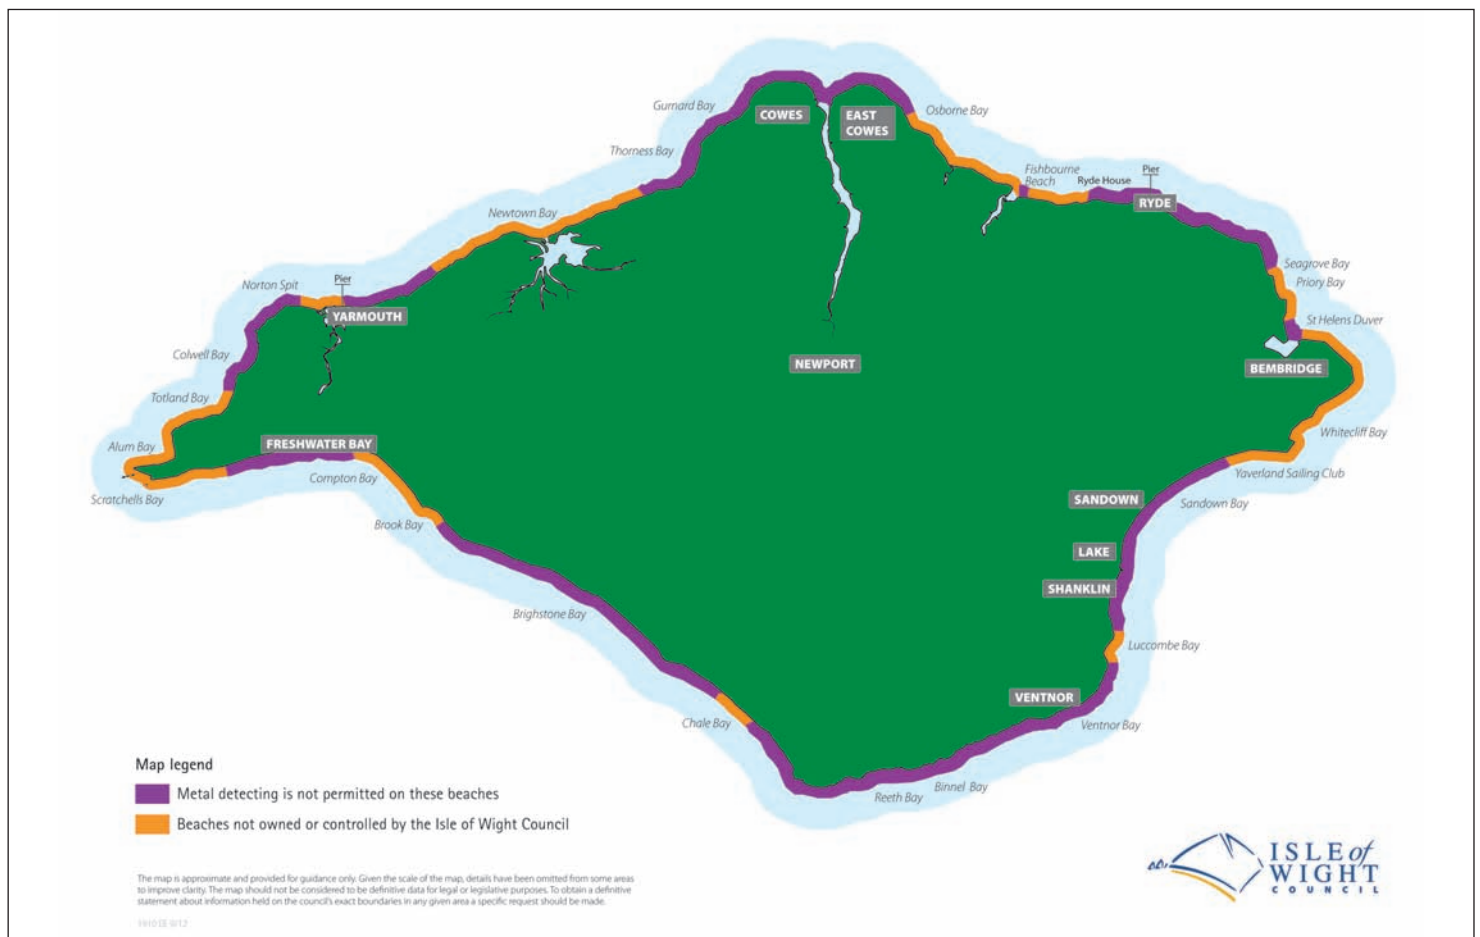 Gurnard Bay
COWES
EAST
COWES
Osborne Bay
Thorness Bay
Fishbourne
Beach
Ryde House
Pier
RYDE
Newtown Bay
Seagrove Bay
Priory Bay
Norton Spit
Pier
YARMOUTH
St Helens Duver
Colwell Bay
NEWPORT
BEMBRIDGE
Totland Bay
Whitecliff Bay
Alum Bay
FRESHWATER BAY
Compton Bay
Yaverland Sailing Club
Scratchells Bay
SANDOWN
Sandown Bay
Brook Bay
LAKE
SHANKLIN
Brighstone Bay
Luccombe Bay
VENTNOR
Chale Bay
Ventnor Bay
Binnel Bay
Reeth Bay
Map legend
Metal detecting is not permitted on these beaches
Beaches not owned or controlled by the Isle of Wight Council
The map is approximate and provided for guidance only. Given the scale of the map, details have been omitted from some areas
to improve clarity. The map should not be considered to be definitive data for legal or legislative purposes. To obtain a definitive
statement about information held on the council's exact boundaries in any given area a specific request should be made.
ISLE of
WIGHT
COUNCIL